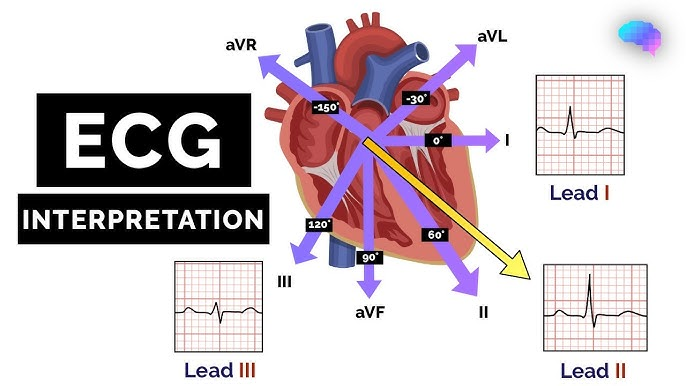 aVR
aVL
-150°
-30°
ECG
0°
I
INTERPRETATION
Lead I
120°
60°
90°
III
aVF
II
Lead III
Lead II